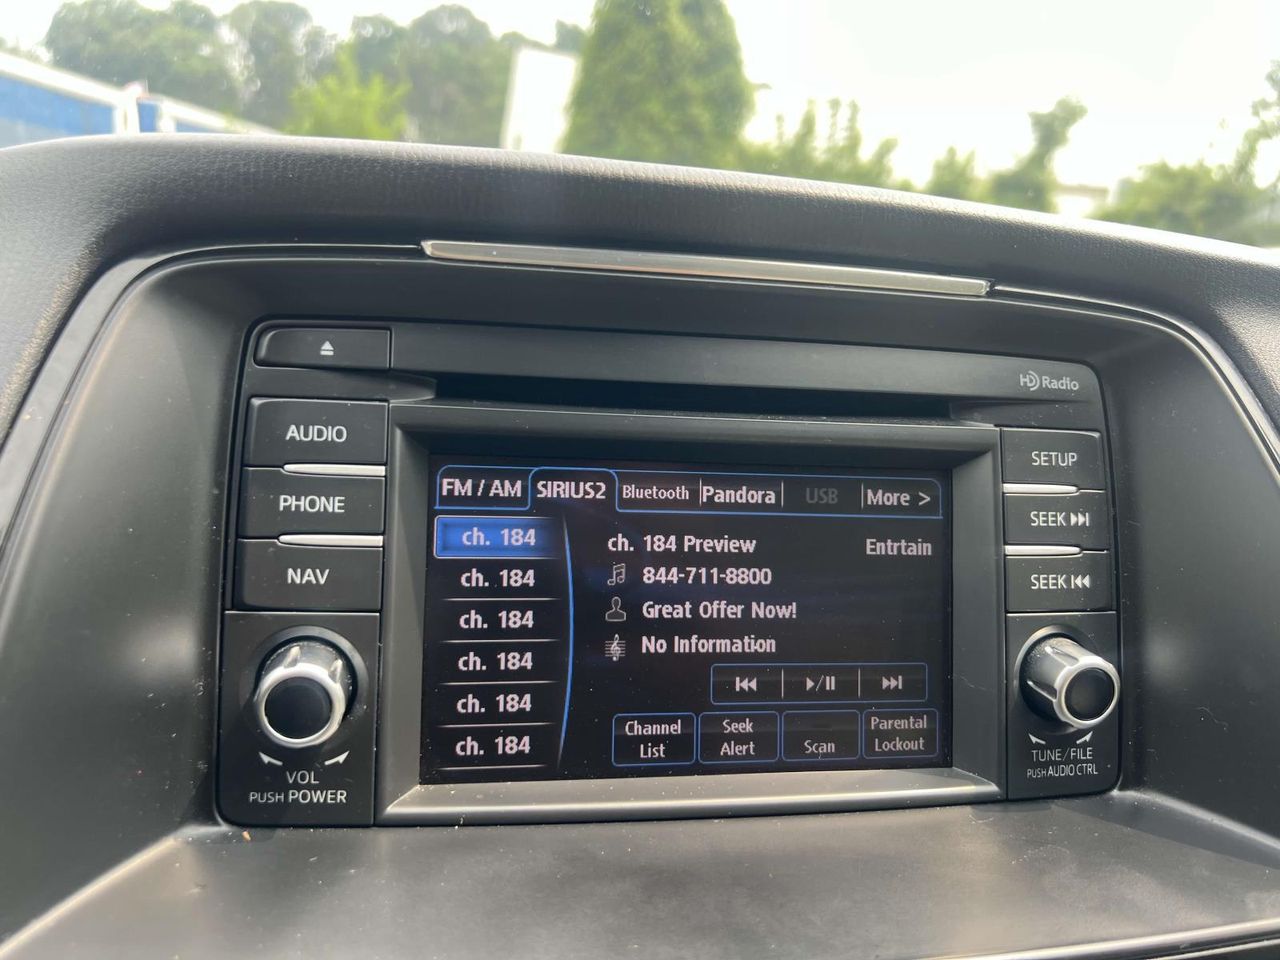 HD Radio
AUDIO
PHONE
NAV
VOL
PUSH POWER
FM / AM
SIRIUS2
Bluetooth
Pandora
USB
More >
ch. 184
ch. 184
ch. 184
ch. 184
ch. 184
ch. 184
ch. 184 Preview
Entrtain
844-711-8800
Great Offer Now!
No Information
Channel
List
Seek
Alert
Scan
Parental
Lockout
SETUP
SEEK
SEEK
TUNE/FILE
PUSH AUDIO CTRL